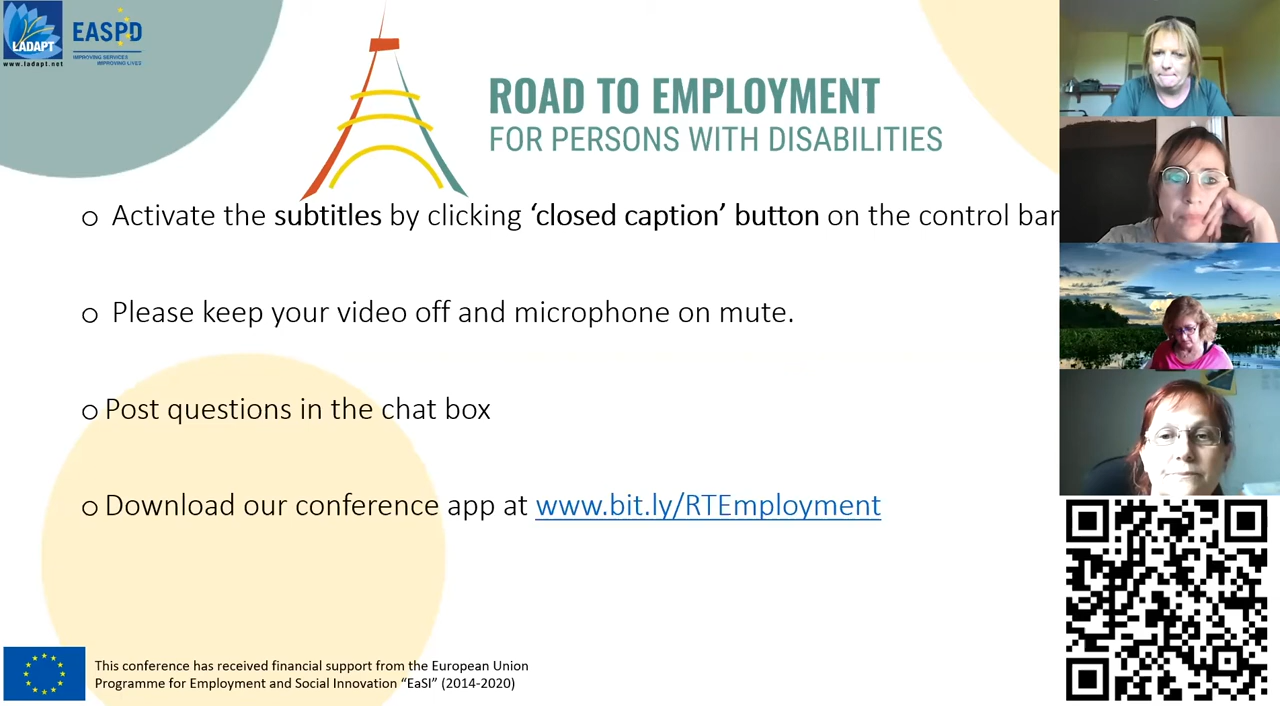 LADAPT
www.ladapt.net
EASPD
IMPROVING SERVICES
IMPROVING LIVES
ROAD TO EMPLOYMENT
FOR PERSONS WITH DISABILITIES
o Activate the subtitles by clicking ‘closed caption’ button on the control bar
o Please keep your video off and microphone on mute.
o Post questions in the chat box
o Download our conference app at www.bit.ly/RTEmployment
This conference has received financial support from the European Union
Programme for Employment and Social Innovation “EaSI” (2014-2020)